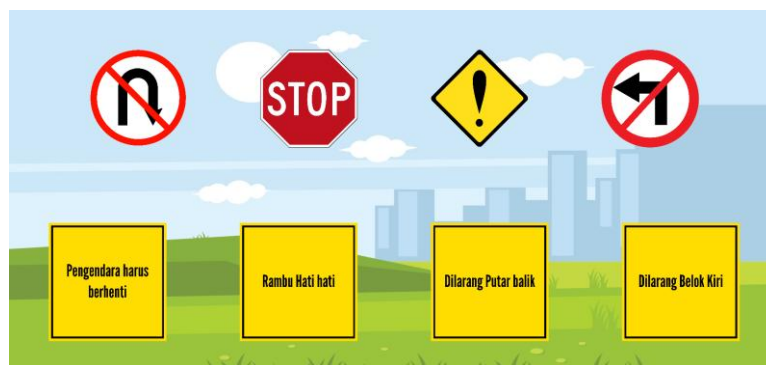 STOP
Pengendara harus
berhenti
Rambu Hati hati
Dilarang Putar balik
Dilarang Belok Kiri